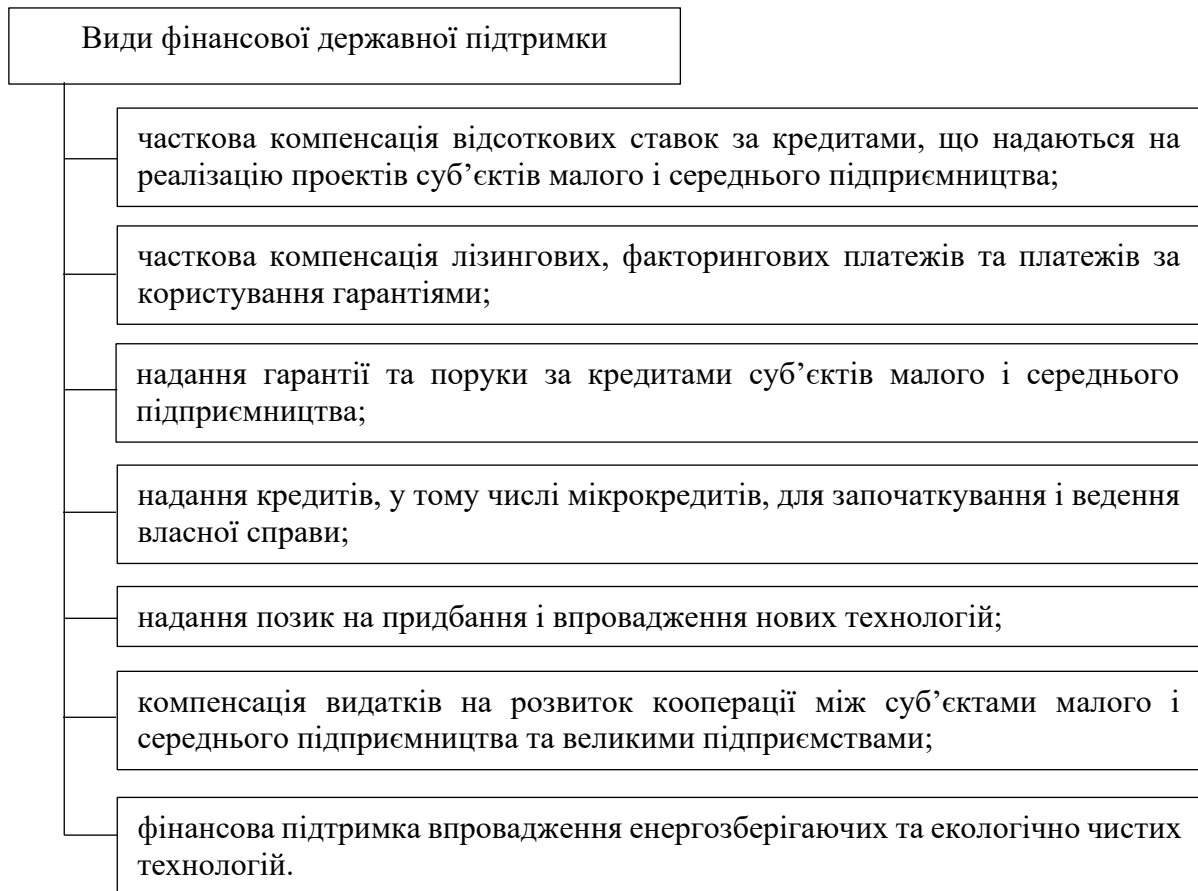 Види фінансової державної підтримки
часткова компенсація відсоткових ставок за кредитами, що надаються на
реалізацію проектів суб’єктів малого і середнього підприємництва;
часткова компенсація лізингових, факторингових платежів та платежів за
користування гарантіями;
надання гарантії та поруки за кредитами суб’єктів малого і середнього
підприємництва;
надання кредитів, у тому числі мікрокредитів, для започаткування і ведення
власної справи;
надання позик на придбання і впровадження нових технологій;
компенсація видатків на розвиток кооперації між суб’єктами малого і
середнього підприємництва та великими підприємствами;
фінансова підтримка впровадження енергозберігаючих та екологічно чистих
технологій.